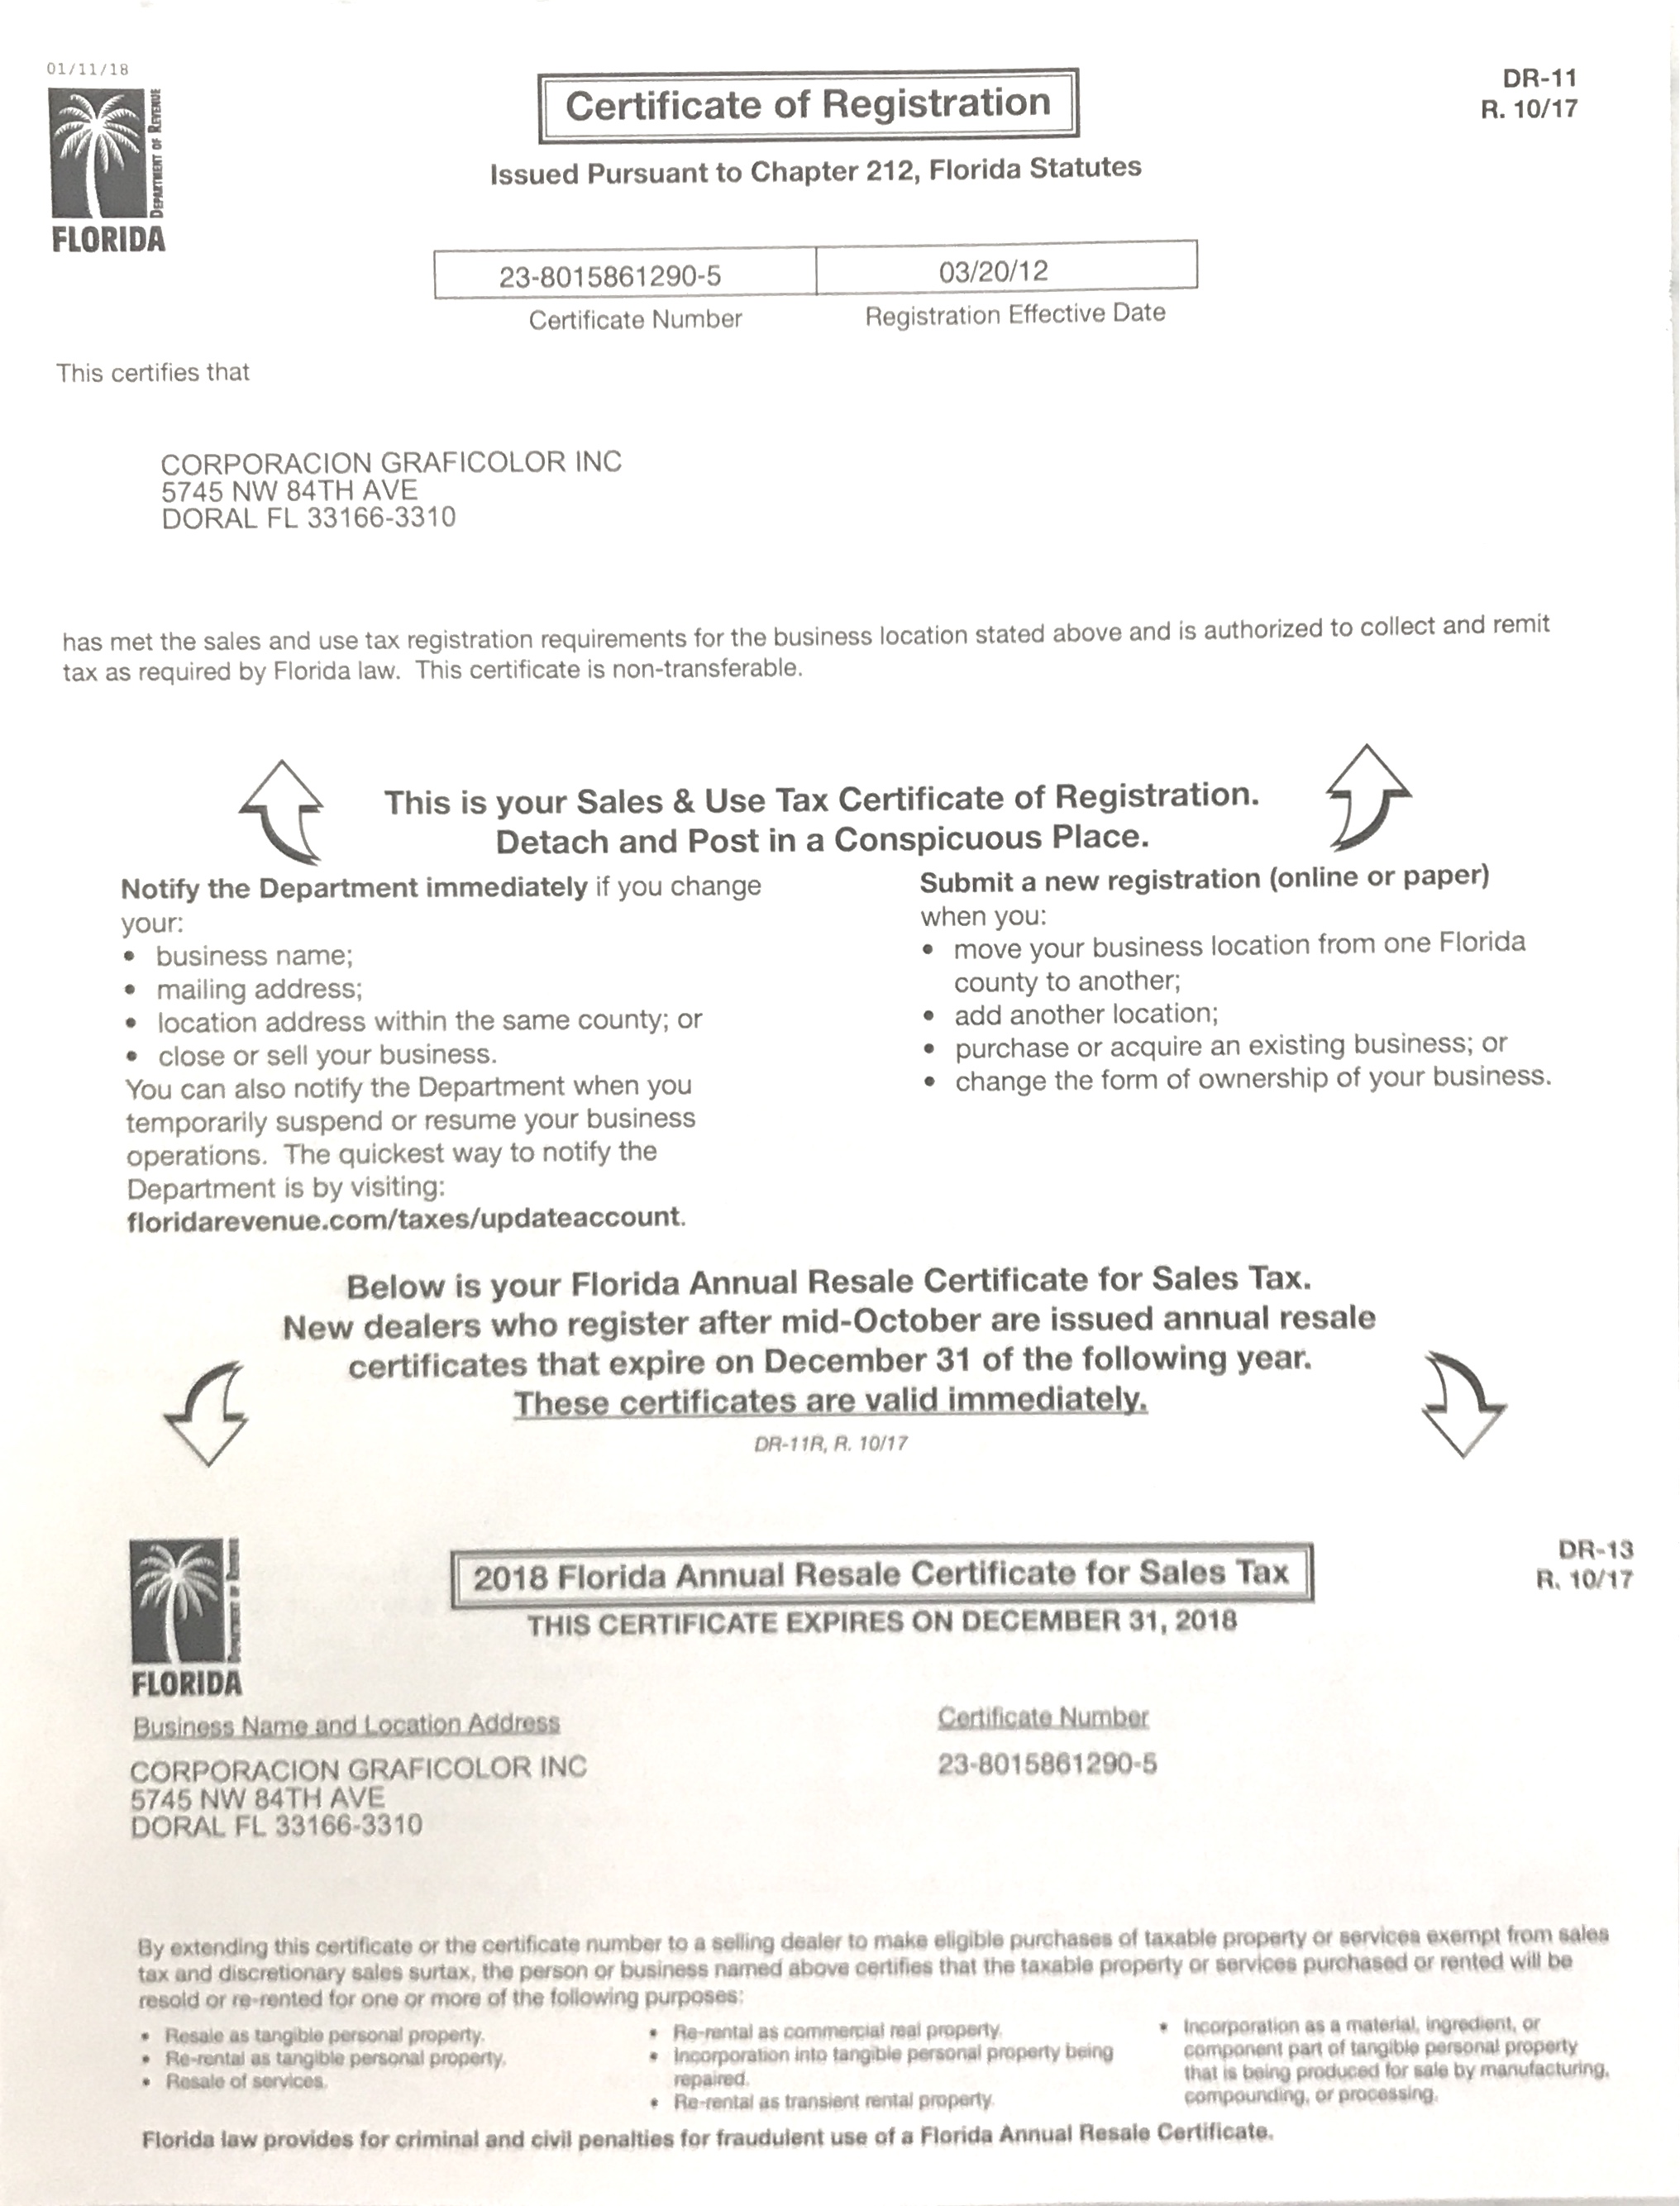 01/11/18
DEPARTMENT OF REVENUE
FLORIDA
Certificate of Registration
Issued Pursuant to Chapter 212, Florida Statutes
DR-11
R. 10/17
23-8015861290-5
03/20/12
Certificate Number
Registration Effective Date
This certifies that
CORPORACION GRAFICOLOR INC
5745 NW 84TH AVE
DORAL FL 33166-3310
has met the sales and use tax registration requirements for the business location stated above and is authorized to collect and remit
tax as required by Florida law. This certificate is non-transferable.
This is your Sales & Use Tax Certificate of Registration.
Detach and Post in a Conspicuous Place.
Notify the Department immediately if you change
your:
• business name;
• mailing address;
• location address within the same county; or
• close or sell your business.
You can also notify the Department when you
temporarily suspend or resume your business
operations. The quickest way to notify the
Department is by visiting:
floridarevenue.com/taxes/updateaccount.
Submit a new registration (online or paper)
when you:
• move your business location from one Florida
county to another;
• add another location;
• purchase or acquire an existing business; or
• change the form of ownership of your business.
Below is your Florida Annual Resale Certificate for Sales Tax.
New dealers who register after mid-October are issued annual resale
certificates that expire on December 31 of the following year.
These certificates are valid immediately.
DR-11R, R. 10/17
FLORIDA
2018 Florida Annual Resale Certificate for Sales Tax
THIS CERTIFICATE EXPIRES ON DECEMBER 31, 2018
DR-13
R. 10/17
Business Name and Location Address
Certificate Number
CORPORACION GRAFICOLOR INC
5745 NW 84TH AVE
DORAL FL 33166-3310
23-8015861290-5
By extending this certificate or the certificate number to a selling dealer to make eligible purchases of taxable property or services exempt from sales
tax and discretionary sales surtax, the person or business named above certifies that the taxable property or services purchased or rented will be
resold or re-rented for one or more of the following purposes:
• Resale as tangible personal property.
• Re-rental as tangible personal property.
• Resale of services.
• Re-rental as commercial real property.
• Incorporation into tangible personal property being
repaired.
• Re-rental as transient rental property.
• Incorporation as a material, ingredient, or
component part of tangible personal property
that is being produced for sale by manufacturing,
compounding, or processing.
Florida law provides for criminal and civil penalties for fraudulent use of a Florida Annual Resale Certificate.